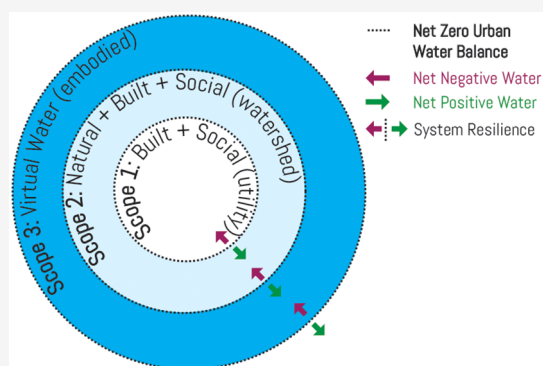 Scope 3: Virtual Water (embodied)
Scope 2: Natural + Built + Social (watershed)
Scope 1: Built + Social (utility)
Net Zero Urban
Water Balance
Net Negative Water
Net Positive Water
System Resilience